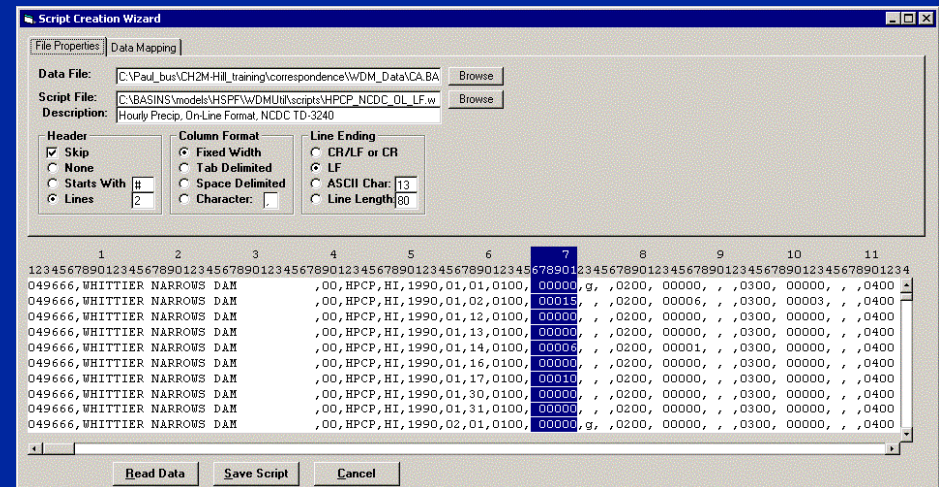 Script Creation Wizard
File Properties Data Mapping
Data File: C:\Paul_bus\CH2M-Hill_training\correspondence\WDM_Data\CA.BA Browse
Script File: C:\BASINS\models\HSPF\WDMUtil\scripts\HPCP_NCDC_OL_LF.w Browse
Description: Hourly Precip, On-Line Format, NCDC TD-3240
Header Column Format Line Ending
Skip Fixed Width CR/LF or CR
None Tab Delimited LF
Starts With # Space Delimited ASCII Char: 13
Lines 2 Character: , Line Length: 80
1 2 3 4 5 6 7 8 9 10 11
123456789012345678901234567890123456789012345678901234567890123456789012345678901234567890123456789012345678901234
049666,WHITTIER NARROWS DAM ,00,HPCP,HI,1990,01,01,0100, 00000,g, ,0200, 00000, , ,0300, 00000, , ,0400
049666,WHITTIER NARROWS DAM ,00,HPCP,HI,1990,01,02,0100, 00015, , ,0200, 00006, , ,0300, 00003, , ,0400
049666,WHITTIER NARROWS DAM ,00,HPCP,HI,1990,01,12,0100, 00000, , ,0200, 00000, , ,0300, 00000, , ,0400
049666,WHITTIER NARROWS DAM ,00,HPCP,HI,1990,01,13,0100, 00000, , ,0200, 00000, , ,0300, 00000, , ,0400
049666,WHITTIER NARROWS DAM ,00,HPCP,HI,1990,01,14,0100, 00006, , ,0200, 00001, , ,0300, 00000, , ,0400
049666,WHITTIER NARROWS DAM ,00,HPCP,HI,1990,01,16,0100, 00000, , ,0200, 00000, , ,0300, 00000, , ,0400
049666,WHITTIER NARROWS DAM ,00,HPCP,HI,1990,01,17,0100, 00010, , ,0200, 00000, , ,0300, 00000, , ,0400
049666,WHITTIER NARROWS DAM ,00,HPCP,HI,1990,01,30,0100, 00000, , ,0200, 00000, , ,0300, 00000, , ,0400
049666,WHITTIER NARROWS DAM ,00,HPCP,HI,1990,01,31,0100, 00000, , ,0200, 00000, , ,0300, 00000, , ,0400
049666,WHITTIER NARROWS DAM ,00,HPCP,HI,1990,02,01,0100, 00000,g, ,0200, 00000, , ,0300, 00000, , ,0400
Read Data Save Script Cancel